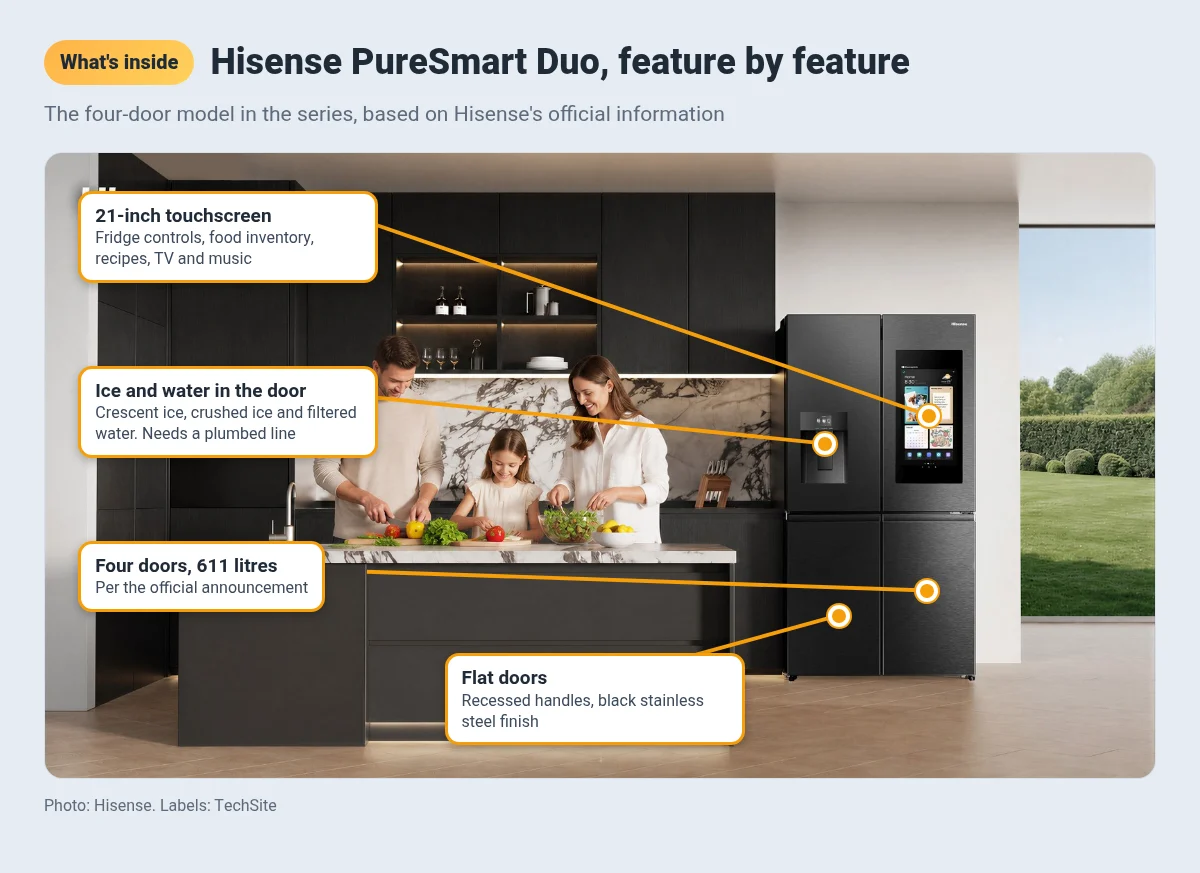 What's inside
Hisense PureSmart Duo, feature by feature
The four-door model in the series, based on Hisense's official information
21-inch touchscreen
Fridge controls, food inventory,
recipes, TV and music
Hisense
Ice and water in the door
Crescent ice, crushed ice and filtered
water. Needs a plumbed line
Four doors, 611 litres
Per the official announcement
Flat doors
Recessed handles, black stainless
steel finish
Photo: Hisense. Labels: TechSite